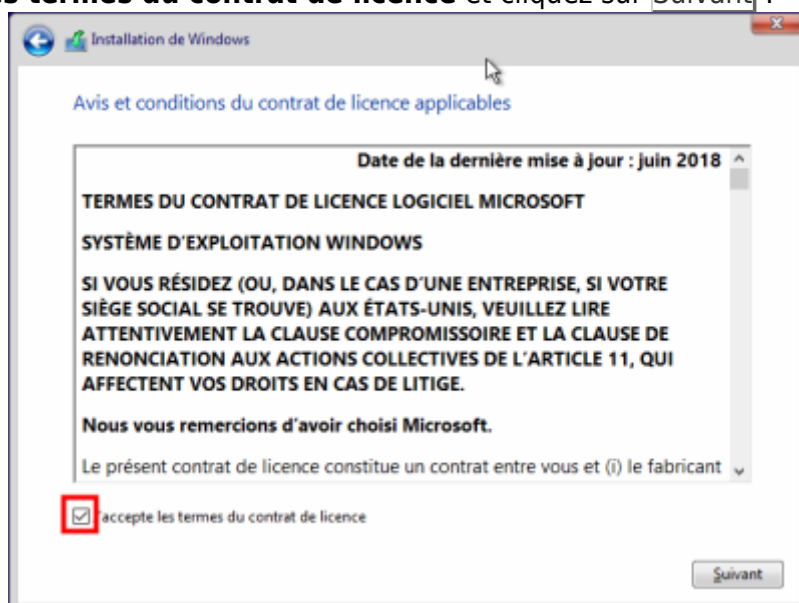 s termes du contrat de licence et cliquez sur Suivant :
Installation de Windows
Avis et conditions du contrat de licence applicables
Date de la dernière mise à jour : juin 2018
TERMES DU CONTRAT DE LICENCE LOGICIEL MICROSOFT
SYSTÈME D'EXPLOITATION WINDOWS
SI VOUS RÉSIDEZ (OU, DANS LE CAS D'UNE ENTREPRISE, SI VOTRE
SIÈGE SOCIAL SE TROUVE) AUX ÉTATS-UNIS, VEUILLEZ LIRE
ATTENTIVEMENT LA CLAUSE COMPROMISSOIRE ET LA CLAUSE DE
RENONCIATION AUX ACTIONS COLLECTIVES DE L'ARTICLE 11, QUI
AFFECTENT VOS DROITS EN CAS DE LITIGE.
Nous vous remercions d'avoir choisi Microsoft.
Le présent contrat de licence constitue un contrat entre vous et (i) le fabricant
'accepte les termes du contrat de licence
Suivant